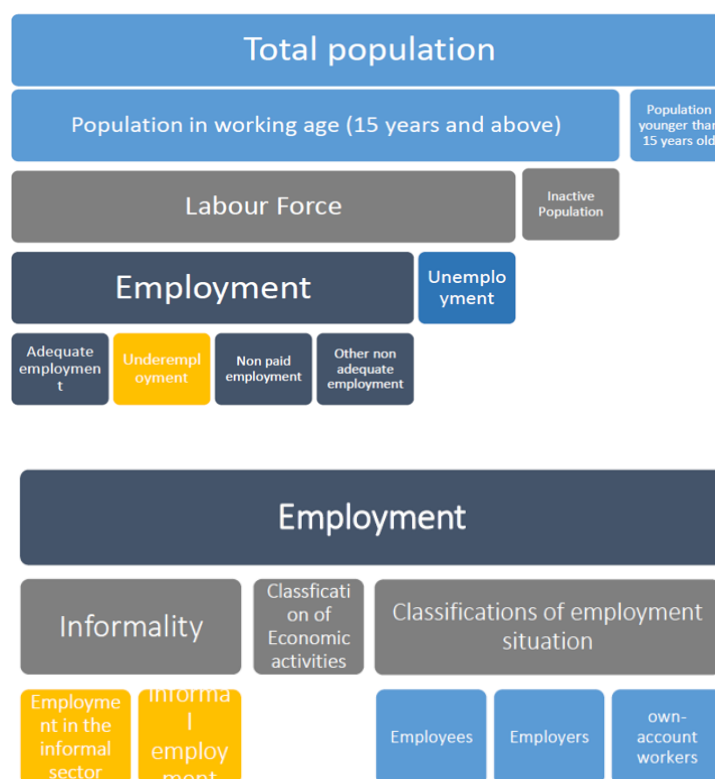 Total population
Population in working age (15 years and above)
Population
younger than
15 years old
Labour Force
Inactive
Population
Employment
Unemplo
yment
Adequate
employmen
t
Underempl
oyment
Non paid
employment
Other non
adequate
employment
Employment
Informality
Classficati
on of
Economic
activities
Classifications of employment
situation
Employme
nt in the
informal
sector
Informa
l
employ
ment
Employees
Employers
own-
account
workers